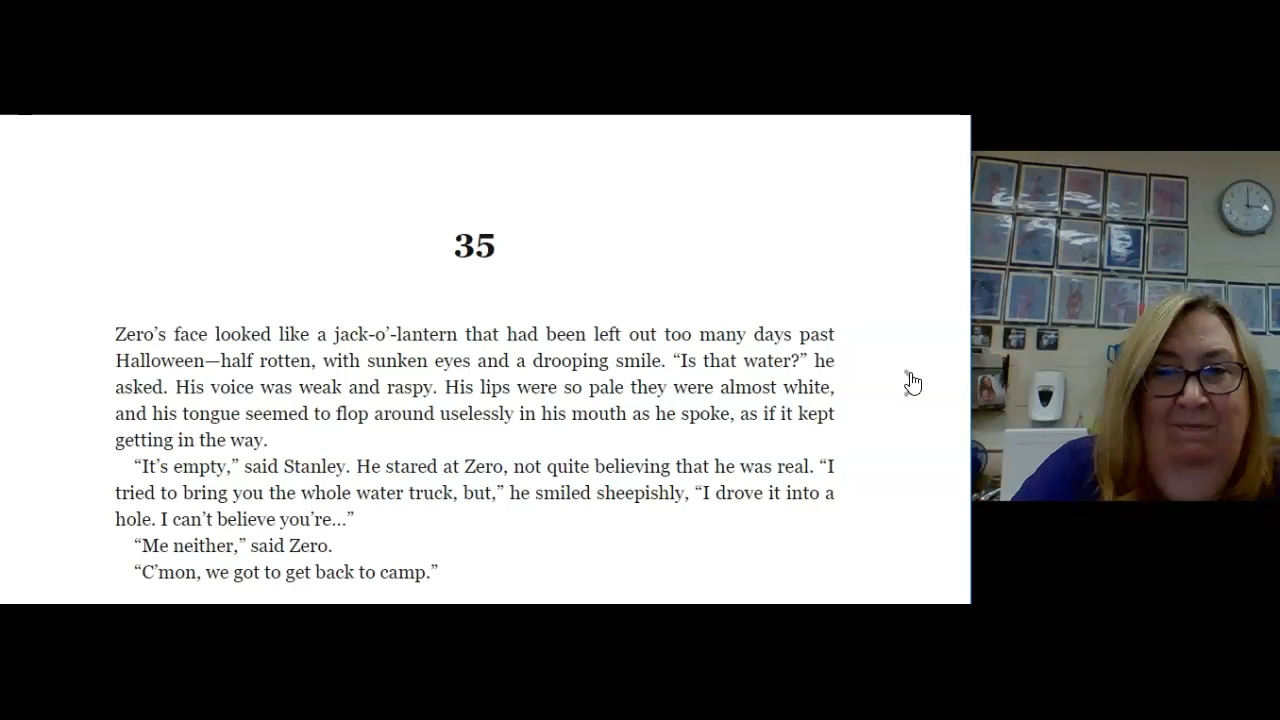 35
Zero’s face looked like a jack-o’-lantern that had been left out too many days past
Halloween—half rotten, with sunken eyes and a drooping smile. “Is that water?” he
asked. His voice was weak and raspy. His lips were so pale they were almost white,
and his tongue seemed to flop around uselessly in his mouth as he spoke, as if it kept
getting in the way.
“It’s empty,” said Stanley. He stared at Zero, not quite believing that he was real. “I
tried to bring you the whole water truck, but,” he smiled sheepishly, “I drove it into a
hole. I can’t believe you’re...”
“Me neither,” said Zero.
“C’mon, we got to get back to camp.”